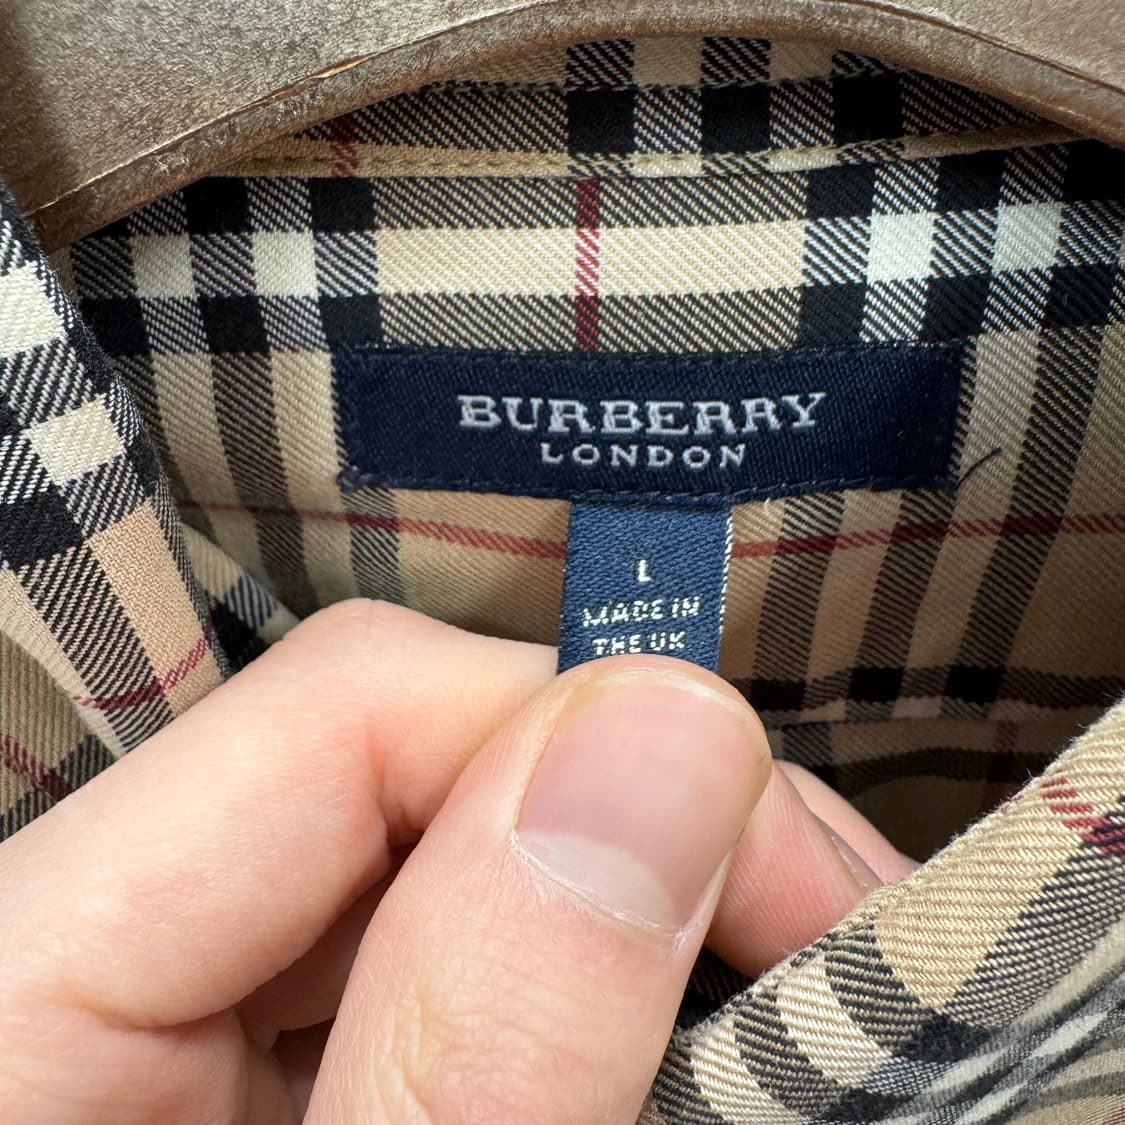 BURBERRY
LONDON
L
MADE IN
THE UK